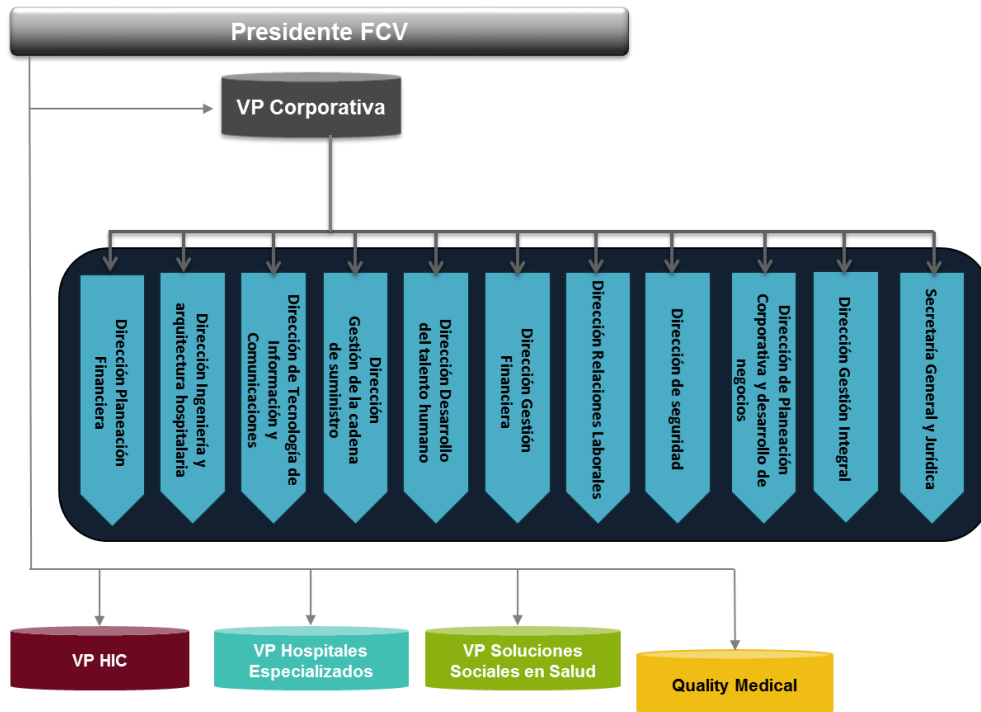 Presidente FCV
VP Corporativa
Dirección Planeación
Financiera
Dirección Ingeniería y
arquitectura hospitalaria
Dirección de Tecnología de
Información y
Comunicaciones
Dirección
Gestión de la cadena
de suministro
Dirección Desarrollo
del talento humano
Dirección Gestión
Financiera
Dirección Relaciones Laborales
Dirección de seguridad
Dirección de Planeación
Corporativa y desarrollo de
negocios
Dirección Gestión Integral
Secretaría General y Jurídica
VP HIC
VP Hospitales
Especializados
VP Soluciones
Sociales en Salud
Quality Medical